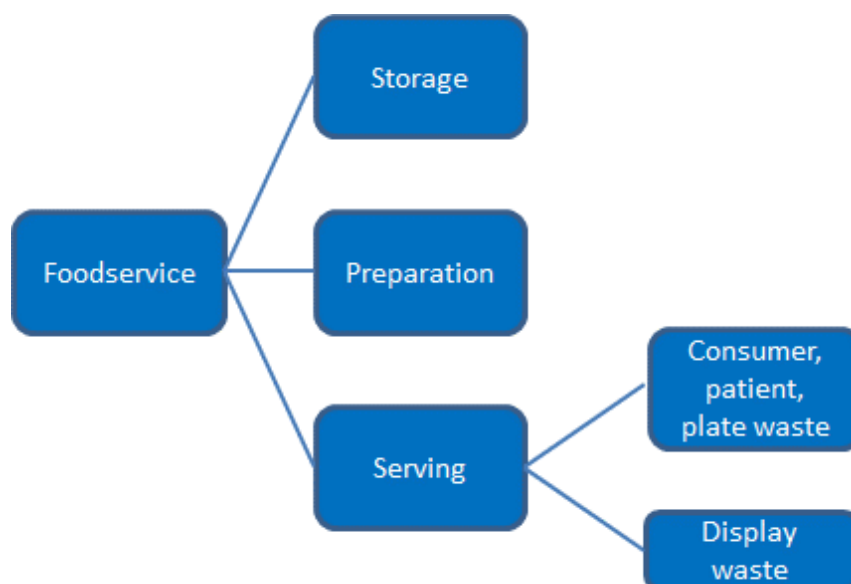 Storage
Foodservice
Preparation
Serving
Consumer,
patient,
plate waste
Display
waste